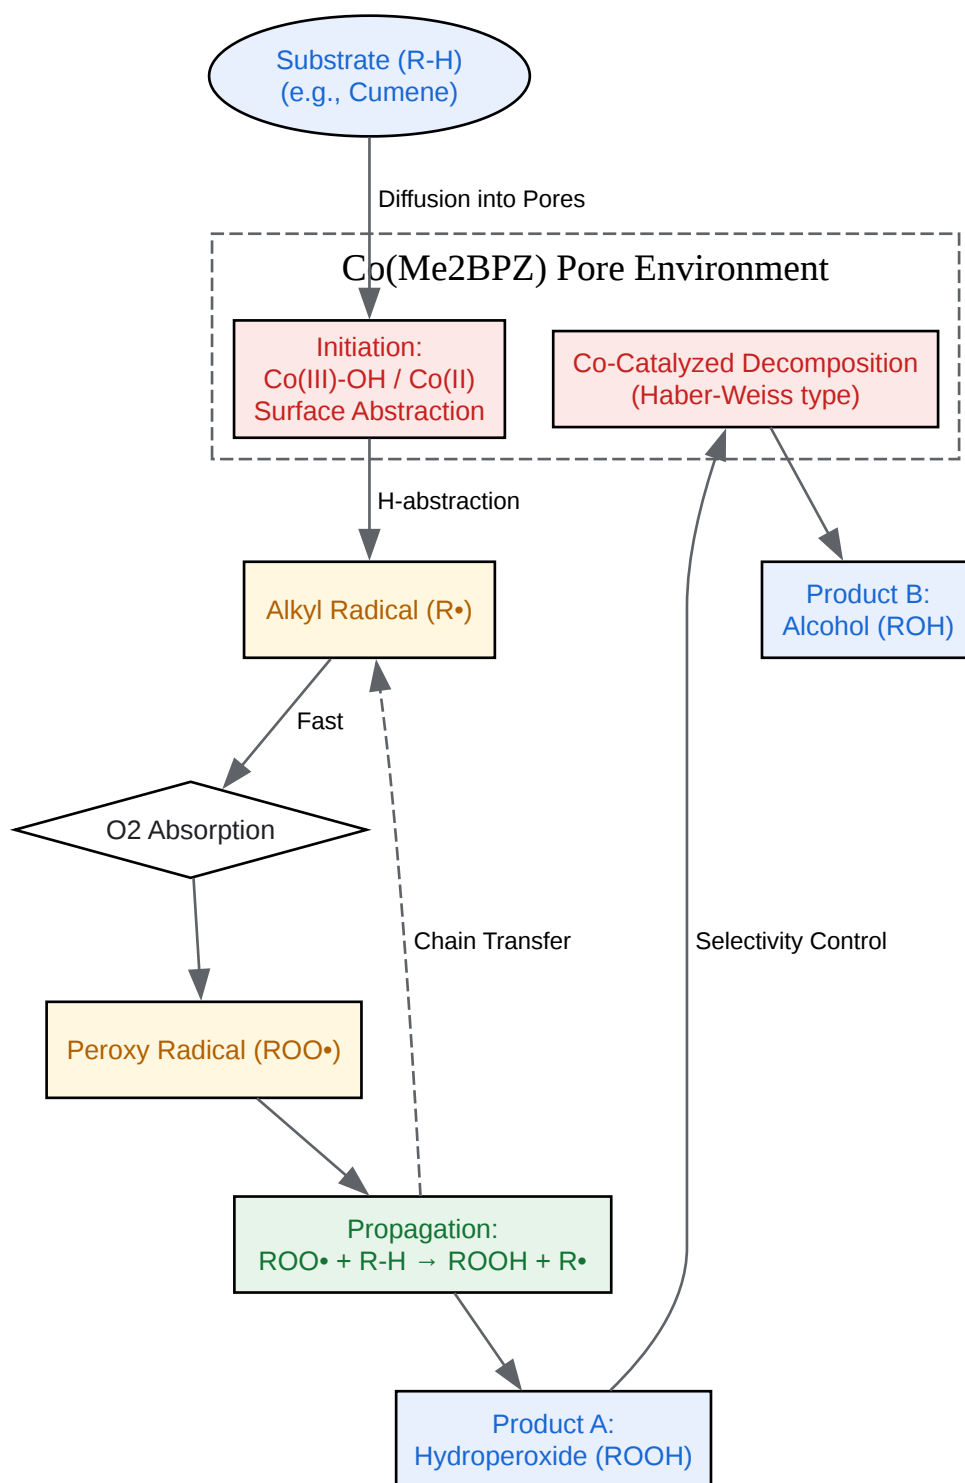 Substrate (R-H)
(e.g., Cumene)
Diffusion into Pores
Co(Me2BPZ) Pore Environment
Initiation:
Co(III)-OH / Co(II)
Surface Abstraction
Co-Catalyzed Decomposition
(Haber-Weiss type)
H-abstraction
Alkyl Radical (R•)
Product B:
Alcohol (ROH)
Fast
O2 Absorption
Chain Transfer
Selectivity Control
Peroxy Radical (ROO•)
Propagation:
ROO• + R-H → ROOH + R•
Product A:
Hydroperoxide (ROOH)